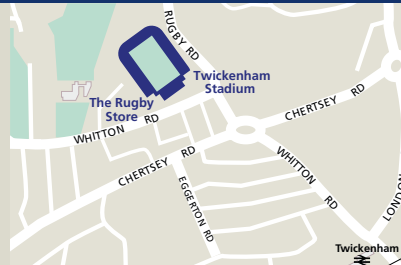 RUGBY RD
Twickenham
Stadium
The Rugby
Store
WHITTON RD
CHERTSEY RD
CHERTSEY RD
WHITTON RD
EGGERTON RD
LONDON
Twickenham